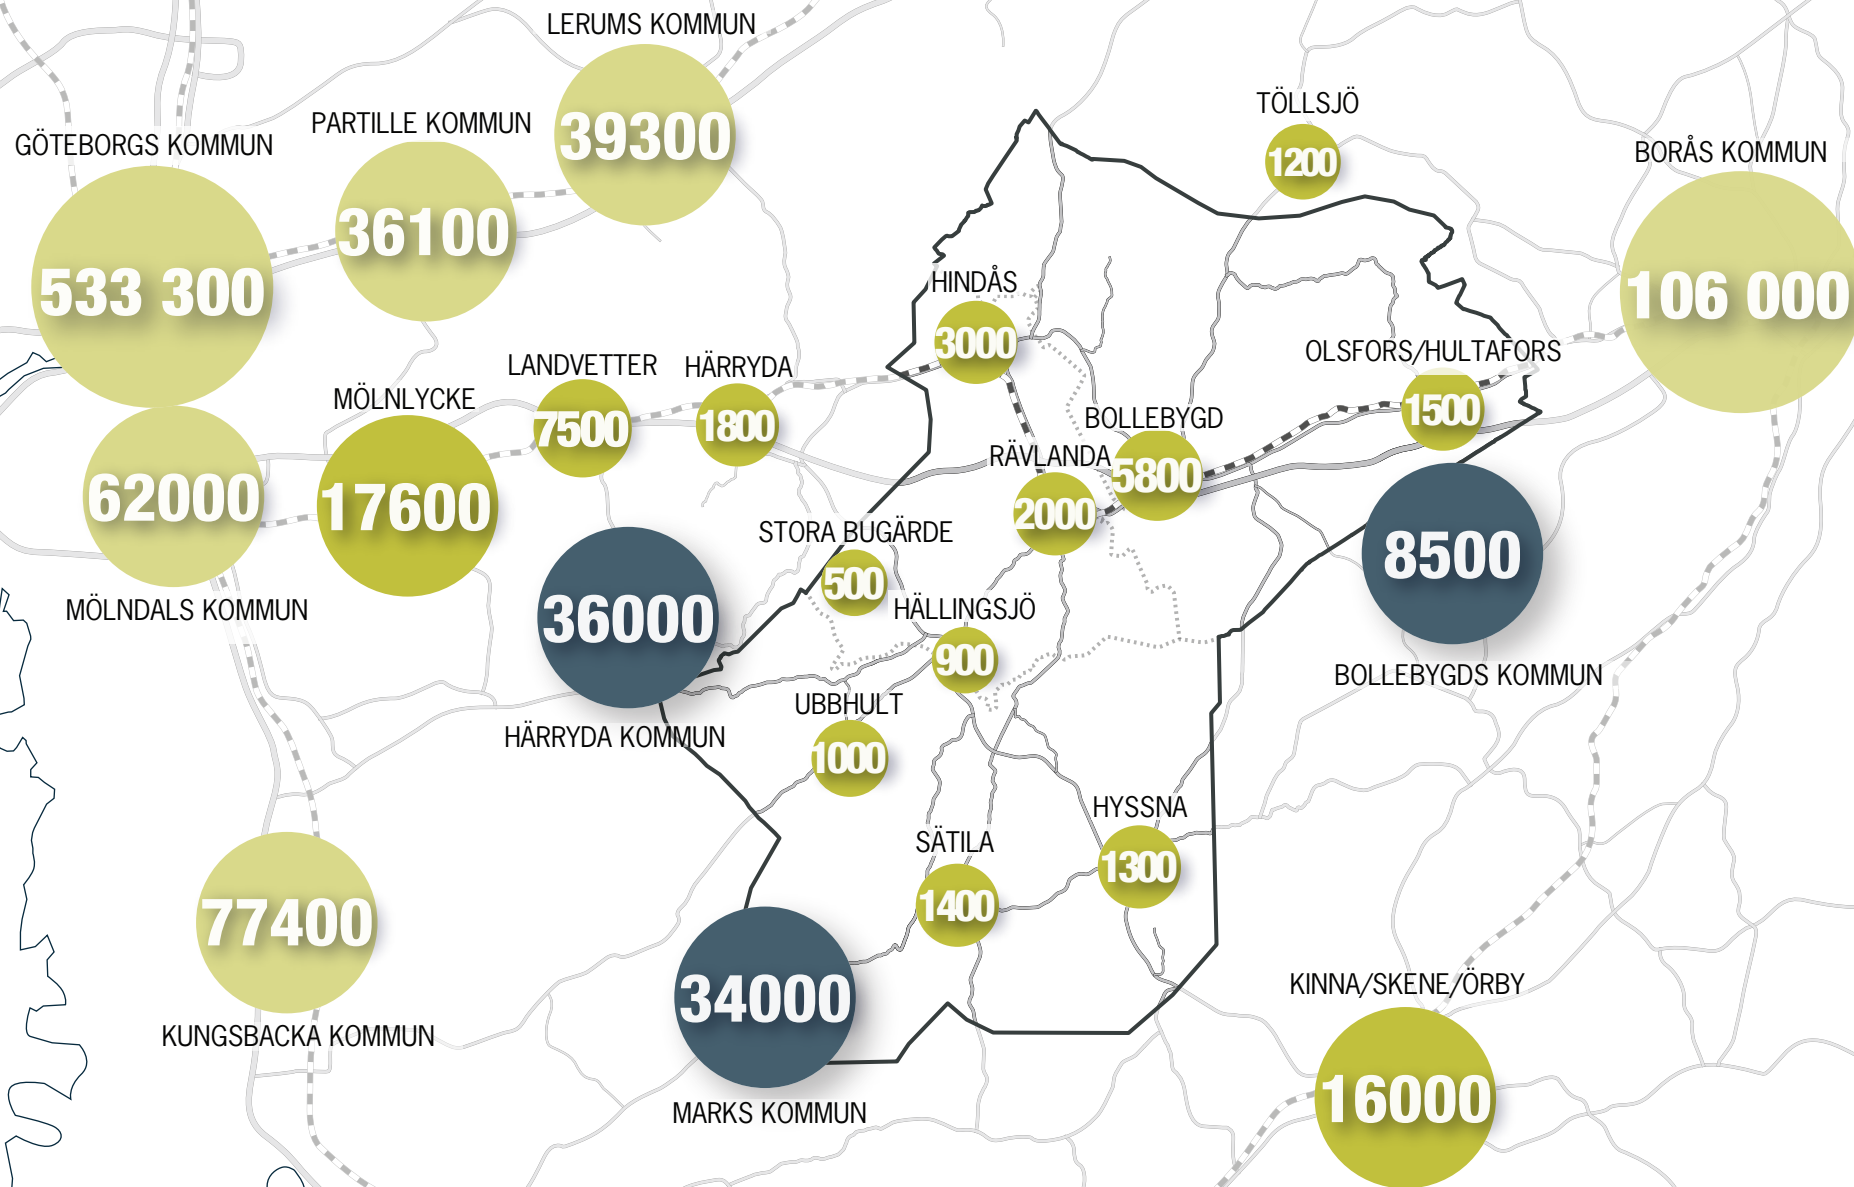 LERUMS KOMMUN
39300
PARTILLE KOMMUN
36100
GÖTEBORGS KOMMUN
533 300
TÖLLSJÖ
1200
BORÅS KOMMUN
106 000
HINDÅS
3000
OLSFORS/HULTAFORS
1500
LANDVETTER
7500
HÄRRYDA
1800
MÖLNLYCKE
17600
BOLLEBYGD
5800
RÄVLANDA
2000
62000
MÖLNDALS KOMMUN
STORA BUGÄRDE
500
8500
BOLLEBYGDS KOMMUN
36000
HÄRRYDA KOMMUN
HÄLLINGSJÖ
900
UBBHULT
1000
HYSSNA
1300
SÄTILA
1400
77400
KUNGSBACKA KOMMUN
34000
MARKS KOMMUN
KINNA/SKENE/ÖRBY
16000